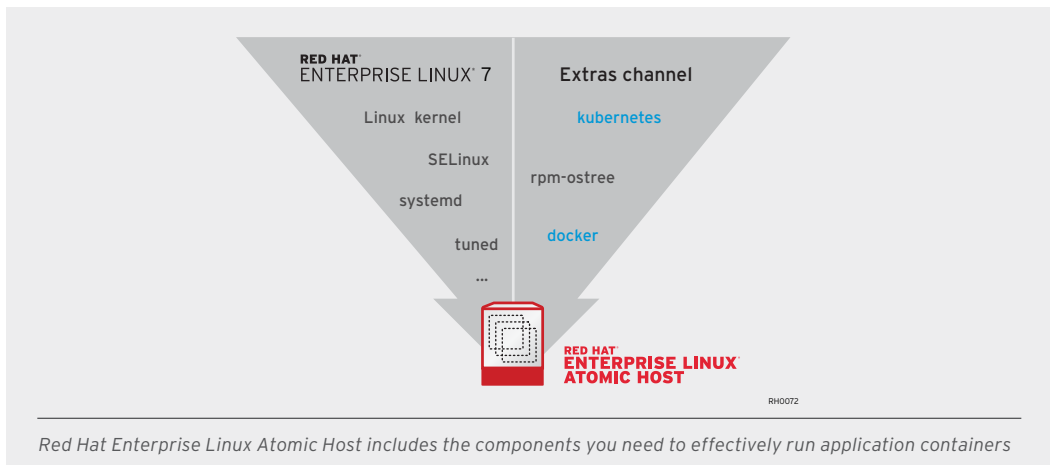 RED HAT®
ENTERPRISE LINUX® 7
Linux kernel
SELinux
systemd
tuned
...
Extras channel
kubernetes
rpm-ostree
docker
RED HAT®
ENTERPRISE LINUX®
ATOMIC HOST
RH0072
Red Hat Enterprise Linux Atomic Host includes the components you need to effectively run application containers